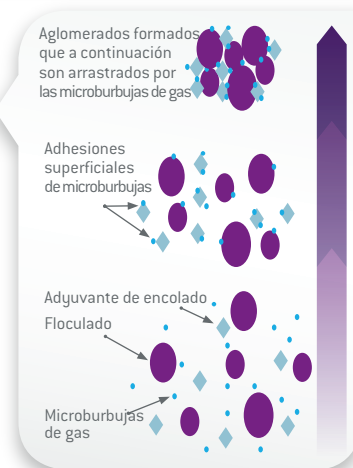 Aglomerados formados
que a continuación
son arrastrados por
las microburbujas de gas
Adhesiones
superficiales
de microburbujas
Adyuvante de encolado
Floculado
Microburbujas
de gas